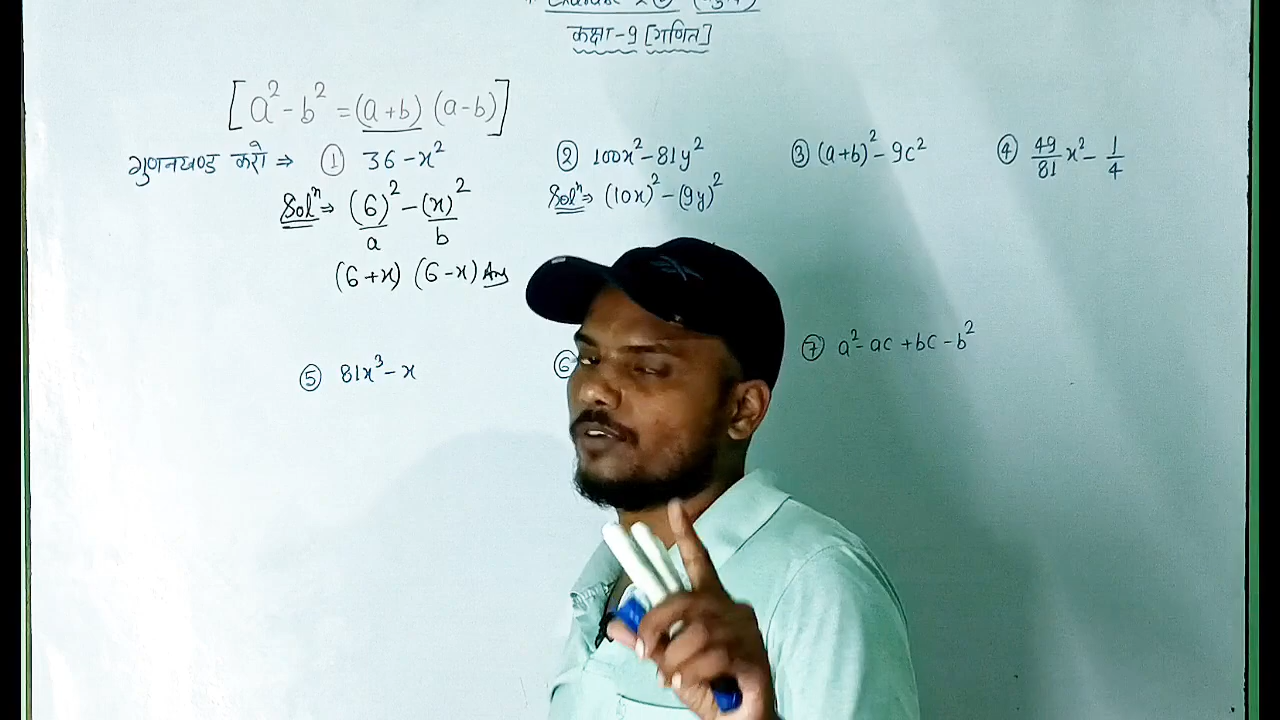 कक्षा-9 [गणित]
[a² - b² = (a+b) (a-b)]
गुणनखण्ड करो ⇒ ① 36 - x² ② 100x² - 81y² ③ (a+b)² - 9c² ④ 49/81 x² - 1/4
Solⁿ ⇒ (6)² - (x)² Solⁿ ⇒ (10x)² - (9y)²
a b
(6+x) (6-x) Ans
⑤ 81x³ - x ⑥ ⑦ a² - ac + bc - b²